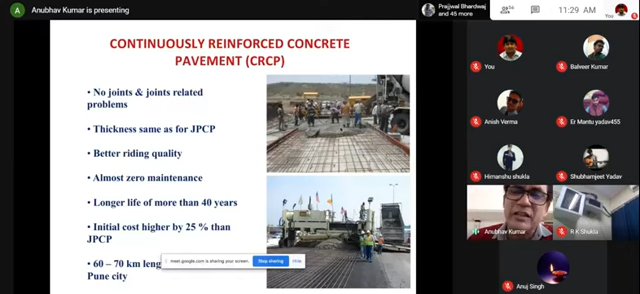 A Anubhav Kumar is presenting
Prajjwal Bhardwaj
and 45 more
11:29 AM
You
CONTINUOUSLY REINFORCED CONCRETE
PAVEMENT (CRCP)
• No joints & joints related
problems
• Thickness same as for JPCP
• Better riding quality
• Almost zero maintenance
• Longer life of more than 40 years
• Initial cost higher by 25 % than
JPCP
• 60 – 70 km leng
Pune city
meet.google.com is sharing your screen.
Stop sharing
Hide
You
Balveer Kumar
Anish Verma
Er Mantu yadav455
Himanshu shukla
Shubhamjeet Yadav
Anubhav Kumar
R K Shukla
Anuj Singh